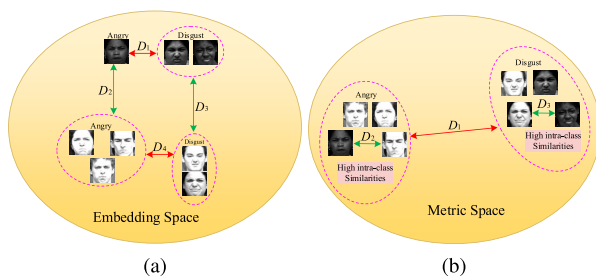 Angry
D1
Disgust
D2
D3
Angry
D4
Disgust
Embedding Space
(a)
Disgust
Angry
D3
D1
D2
High intra-class
Similarities
High intra-class
Similarities
Metric Space
(b)